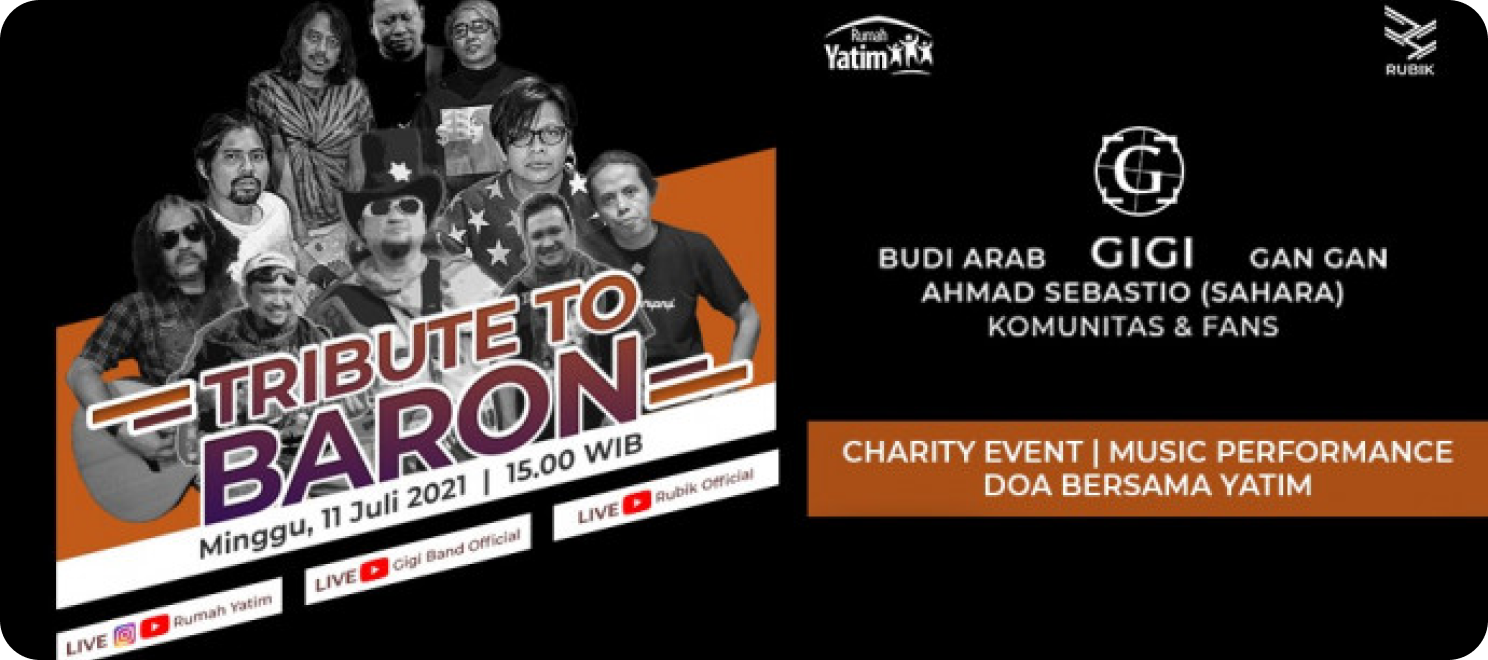 TRIBUTE TO
BARON
Minggu, 11 Juli 2021 | 15.00 WIB
LIVE Rumah Yatim
LIVE Gigi Band Official
LIVE Rubik Official
Rumah
Yatim
RUBIK
G
BUDI ARAB GIGI GAN GAN
AHMAD SEBASTIO (SAHARA)
KOMUNITAS & FANS
CHARITY EVENT | MUSIC PERFORMANCE
DOA BERSAMA YATIM